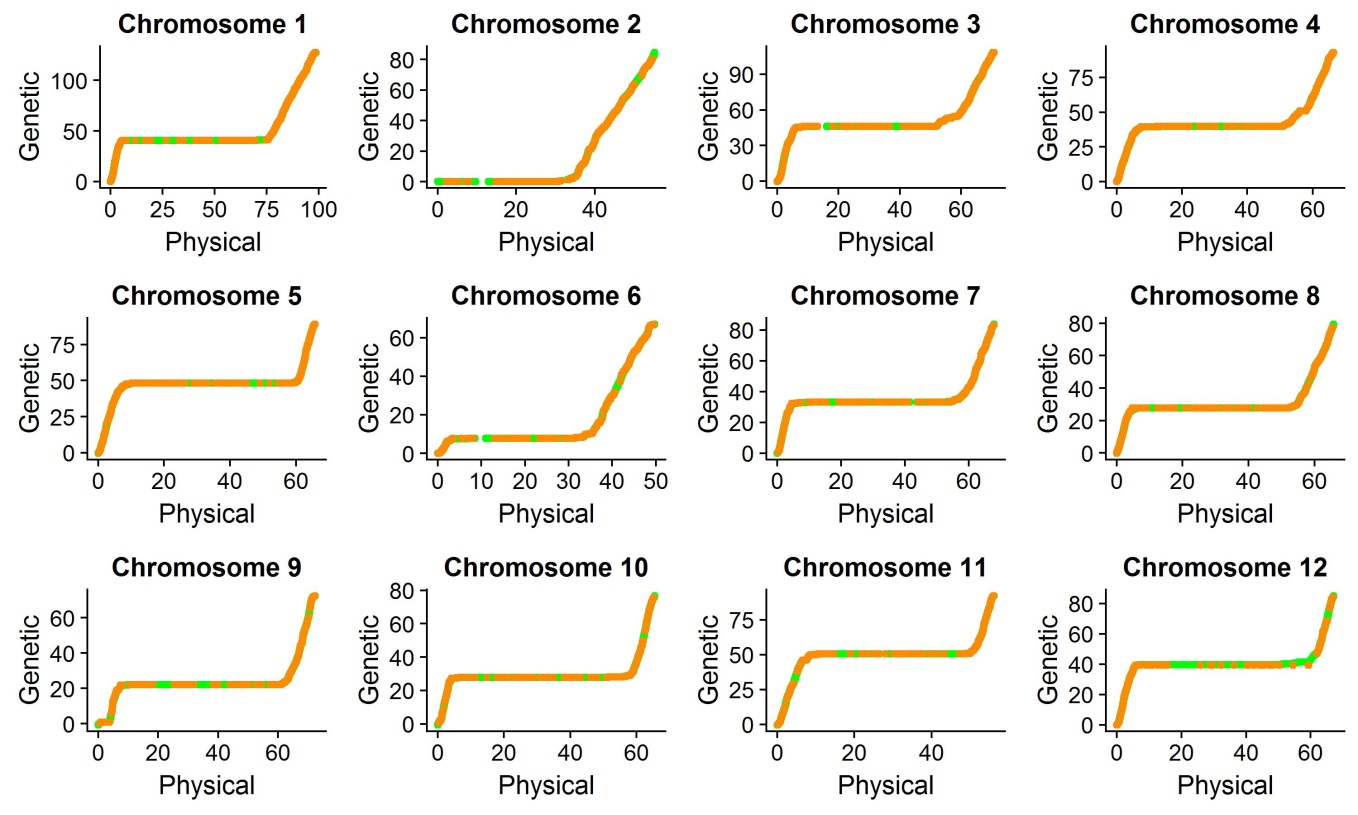 Chromosome 1
Genetic
100
50
0
0 25 50 75 100
Physical
Chromosome 2
Genetic
80
60
40
20
0
0 20 40
Physical
Chromosome 3
Genetic
90
60
30
0
0 20 40 60
Physical
Chromosome 4
Genetic
75
50
25
0
0 20 40 60
Physical
Chromosome 5
Genetic
75
50
25
0
0 20 40 60
Physical
Chromosome 6
Genetic
60
40
20
0
0 10 20 30 40 50
Physical
Chromosome 7
Genetic
80
60
40
20
0
0 20 40 60
Physical
Chromosome 8
Genetic
80
60
40
20
0
0 20 40 60
Physical
Chromosome 9
Genetic
60
40
20
0
0 20 40 60
Physical
Chromosome 10
Genetic
80
60
40
20
0
0 20 40 60
Physical
Chromosome 11
Genetic
75
50
25
0
0 20 40
Physical
Chromosome 12
Genetic
80
60
40
20
0
0 20 40 60
Physical